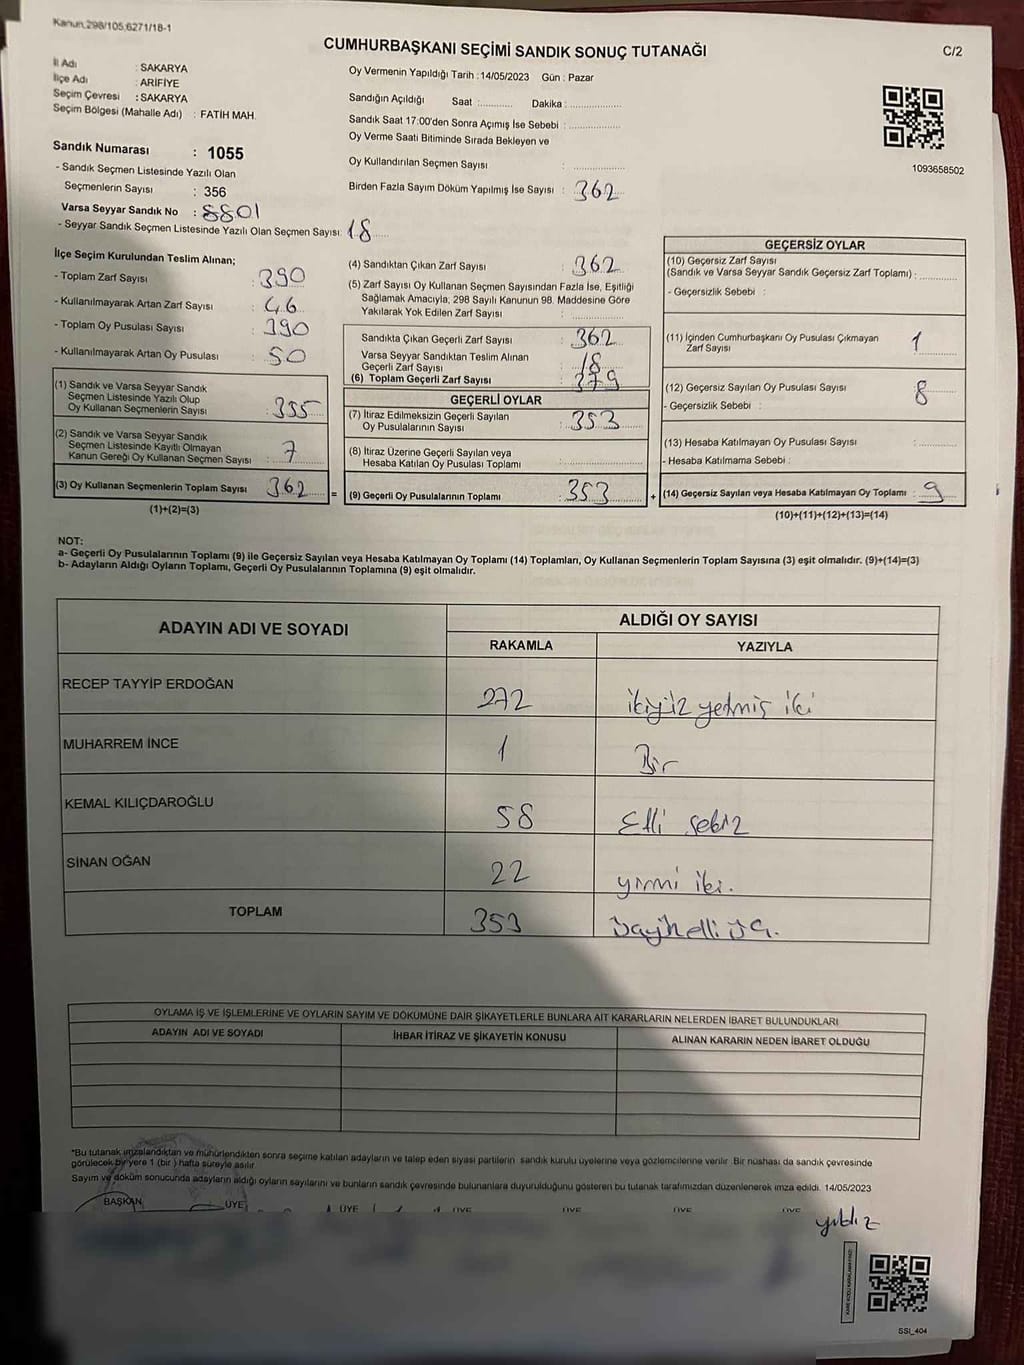 Kanun, 298/105,6271/18-1
CUMHURBAŞKANI SEÇİMİ SANDIK SONUÇ TUTANAĞI
C/2
İl Adı : SAKARYA
İlçe Adı : ARİFİYE
Seçim Çevresi : SAKARYA
Seçim Bölgesi (Mahalle Adı) : FATİH MAH.
Sandık Numarası : 1055
- Sandık Seçmen Listesinde Yazılı Olan
Seçmenlerin Sayısı : 356
Varsa Seyyar Sandık No : 8801
- Seyyar Sandık Seçmen Listesinde Yazılı Olan Seçmen Sayısı: 18
Oy Vermenin Yapıldığı Tarih : 14/05/2023 Gün : Pazar
Sandığın Açıldığı Saat :............ Dakika :....................
Sandık Saat 17:00'den Sonra Açımış İse Sebebi :....................
Oy Verme Saati Bitiminde Sırada Bekleyen ve
Oy Kullandırılan Seçmen Sayısı :....................
Birden Fazla Sayım Döküm Yapılmış İse Sayısı : 362
1093658502
İlçe Seçim Kurulundan Teslim Alınan;
- Toplam Zarf Sayısı : 390
- Kullanılmayarak Artan Zarf Sayısı : 46
- Toplam Oy Pusulası Sayısı : 390
- Kullanılmayarak Artan Oy Pusulası : 50
(1) Sandık ve Varsa Seyyar Sandık
Seçmen Listesinde Yazılı Olup
Oy Kullanan Seçmenlerin Sayısı : 355
(2) Sandık ve Varsa Seyyar Sandık
Seçmen Listesinde Kayıtlı Olmayan
Kanun Gereği Oy Kullanan Seçmen Sayısı : 7
(3) Oy Kullanan Seçmenlerin Toplam Sayısı 362
(1)+(2)=(3)
(4) Sandıktan Çıkan Zarf Sayısı : 362
(5) Zarf Sayısı Oy Kullanan Seçmen Sayısından Fazla İse, Eşitliği
Sağlamak Amacıyla, 298 Sayılı Kanunun 98. Maddesine Göre
Yakılarak Yok Edilen Zarf Sayısı :....................
Sandıkta Çıkan Geçerli Zarf Sayısı : 362
Varsa Seyyar Sandıktan Teslim Alınan
Geçerli Zarf Sayısı : 18
(6) Toplam Geçerli Zarf Sayısı : 379
GEÇERLİ OYLAR
(7) İtiraz Edilmeksizin Geçerli Sayılan
Oy Pusulalarının Sayısı : 353
(8) İtiraz Üzerine Geçerli Sayılan veya
Hesaba Katılan Oy Pusulası Toplamı :....................
= (9) Geçerli Oy Pusulalarının Toplamı : 353 +
GEÇERSİZ OYLAR
(10) Geçersiz Zarf Sayısı
(Sandık ve Varsa Seyyar Sandık Geçersiz Zarf Toplamı) :............
- Geçersizlik Sebebi :
(11) İçinden Cumhurbaşkanı Oy Pusulası Çıkmayan
Zarf Sayısı 1
(12) Geçersiz Sayılan Oy Pusulası Sayısı 8
- Geçersizlik Sebebi :
(13) Hesaba Katılmayan Oy Pusulası Sayısı :............
- Hesaba Katılmama Sebebi :
(14) Geçersiz Sayılan veya Hesaba Katılmayan Oy Toplamı : 9
(10)+(11)+(12)+(13)=(14)
NOT:
a- Geçerli Oy Pusulalarının Toplamı (9) ile Geçersiz Sayılan veya Hesaba Katılmayan Oy Toplamı (14) Toplamları, Oy Kullanan Seçmenlerin Toplam Sayısına (3) eşit olmalıdır. (9)+(14)=(3)
b- Adayların Aldığı Oyların Toplamı, Geçerli Oy Pusulalarının Toplamına (9) eşit olmalıdır.
ADAYIN ADI VE SOYADI
ALDIĞI OY SAYISI
RAKAMLA YAZIYLA
RECEP TAYYİP ERDOĞAN 272 ikiyüz yetmiş iki
MUHARREM İNCE 1 Bir
KEMAL KILIÇDAROĞLU 58 Elli sekiz
SİNAN OĞAN 22 yirmi iki.
TOPLAM 353
OYLAMA İŞ VE İŞLEMLERİNE VE OYLARIN SAYIM VE DÖKÜMÜNE DAİR ŞİKAYETLERLE BUNLARA AİT KARARLARIN NELERDEN İBARET BULUNDUKLARI
ADAYIN ADI VE SOYADI İHBAR İTİRAZ VE ŞİKAYETİN KONUSU ALINAN KARARIN NEDEN İBARET OLDUĞU
*Bu tutanak imzalandıktan ve mühürlendikten sonra seçime katılan adayların ve talep eden siyasi partilerin sandık kurulu üyelerine veya gözlemcilerine verilir. Bir nüshası da sandık çevresinde
görülecek bir yere 1 (bir ) hafta süreyle asılır.
Sayım ve döküm sonucunda adayların aldığı oyların sayılarını ve bunların sandık çevresinde bulunanlara duyurulduğunu gösteren bu tutanak tarafımızdan düzenlenerek imza edildi. 14/05/2023
BAŞKAN ÜYE ÜYE ÜYE ÜYE ÜYE ÜYE
yıldız
SSI_404